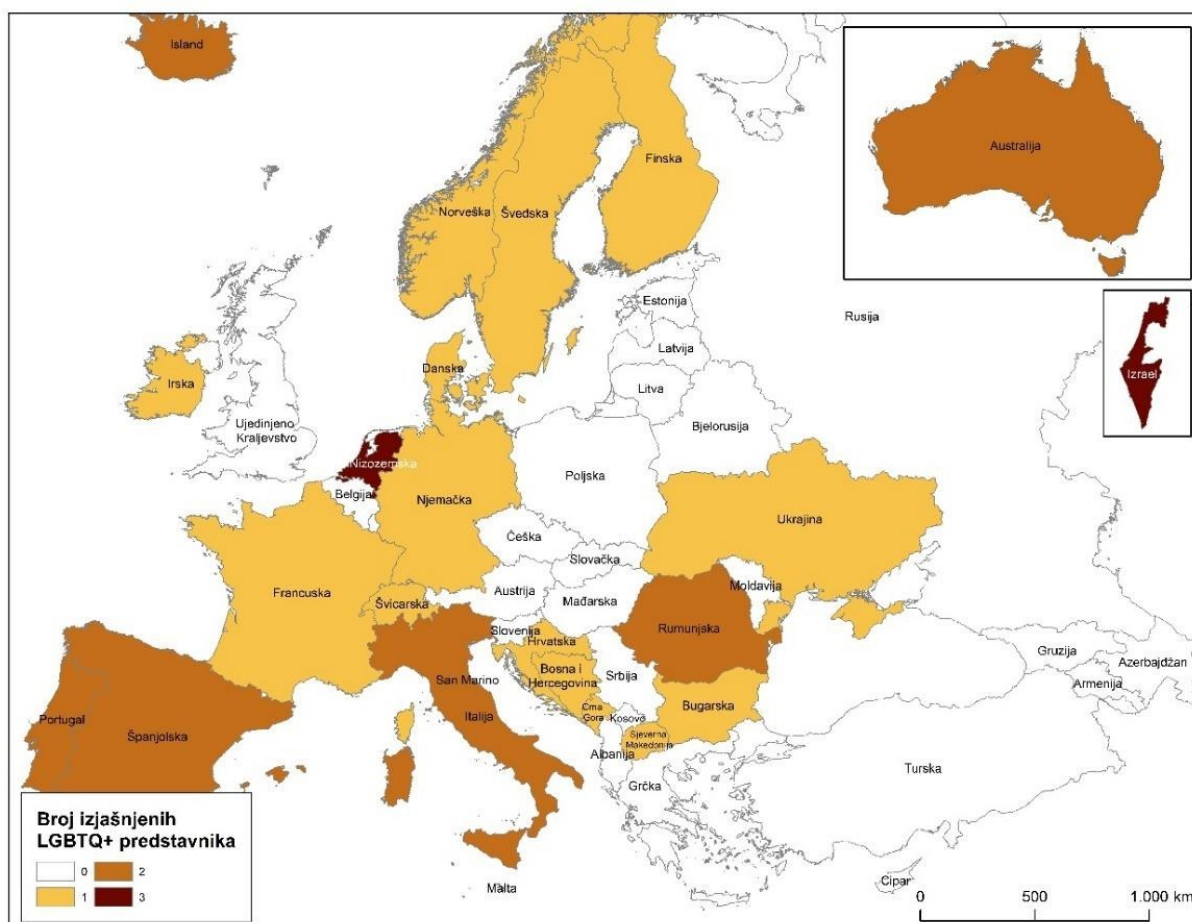 Island
Australija
Finska
Norveška
Švedska
Estonija
Rusija
Latvija
Danska
Izrael
Litva
Irska
Bjelorusija
Ujedinjeno
Kraljevstvo
Nizozemska
Poljska
Belgija
Njemačka
Ukrajina
Češka
Slovačka
Moldavija
Austrija
Francuska
Mađarska
Švicarska
Rumunjska
Slovenija
Hrvatska
Gruzija
Bosna i
Hercegovina
Azerbajdžan
Srbija
San Marino
Armenija
Crna
Gora
Bugarska
Portugal
Italija
Kosovo
Španjolska
Sjeverna
Makedonija
Albanija
Turska
Grčka
Broj izjašnjenih
LGBTQ+ predstavnika
0
2
1
3
Malta
Cipar
0 500 1.000 km